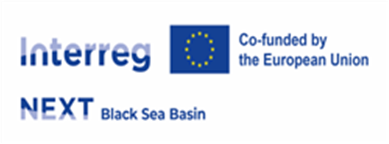 Interreg
Co-funded by
the European Union
NEXT Black Sea Basin